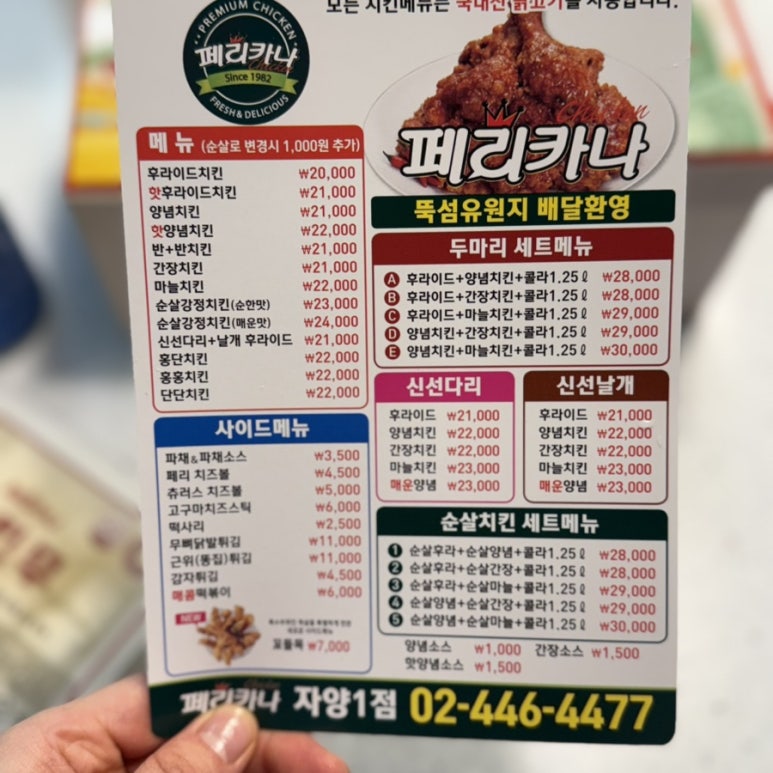 모든 치킨메뉴는 국내산 닭고기를 사용합니다.
PREMIUM CHICKEN
페리카나
Chicken
Since 1982
FRESH & DELICIOUS
Chicken
페리카나
뚝섬유원지 배달환영
메 뉴 (순살로 변경시 1,000원 추가)
후라이드치킨 ₩20,000
핫후라이드치킨 ₩21,000
양념치킨 ₩21,000
핫양념치킨 ₩22,000
반+반치킨 ₩21,000
간장치킨 ₩21,000
마늘치킨 ₩22,000
순살강정치킨(순한맛) ₩23,000
순살강정치킨(매운맛) ₩24,000
신선다리+날개 후라이드 ₩21,000
홍단치킨 ₩22,000
홍홍치킨 ₩22,000
단단치킨 ₩22,000
사이드메뉴
파채&파채소스 ₩3,500
페리 치즈볼 ₩4,500
츄러스 치즈볼 ₩5,000
고구마치즈스틱 ₩6,000
떡사리 ₩2,500
무뼈닭발튀김 ₩11,000
근위(똥집)튀김 ₩11,000
감자튀김 ₩4,500
매콤떡볶이 ₩6,000
NEW
꼬들목 ₩7,000
두마리 세트메뉴
A 후라이드+양념치킨+콜라1.25ℓ ₩28,000
B 후라이드+간장치킨+콜라1.25ℓ ₩28,000
C 후라이드+마늘치킨+콜라1.25ℓ ₩29,000
D 양념치킨+간장치킨+콜라1.25ℓ ₩29,000
E 양념치킨+마늘치킨+콜라1.25ℓ ₩30,000
신선다리
후라이드 ₩21,000
양념치킨 ₩22,000
간장치킨 ₩22,000
마늘치킨 ₩23,000
매운양념 ₩23,000
신선날개
후라이드 ₩21,000
양념치킨 ₩22,000
간장치킨 ₩22,000
마늘치킨 ₩23,000
매운양념 ₩23,000
순살치킨 세트메뉴
1 순살후라+순살양념+콜라1.25ℓ ₩28,000
2 순살후라+순살간장+콜라1.25ℓ ₩28,000
3 순살후라+순살마늘+콜라1.25ℓ ₩29,000
4 순살양념+순살간장+콜라1.25ℓ ₩29,000
5 순살양념+순살마늘+콜라1.25ℓ ₩30,000
양념소스 ₩1,000 간장소스 ₩1,500
핫양념소스 ₩1,500
페리카나 자양1점 02-446-4477